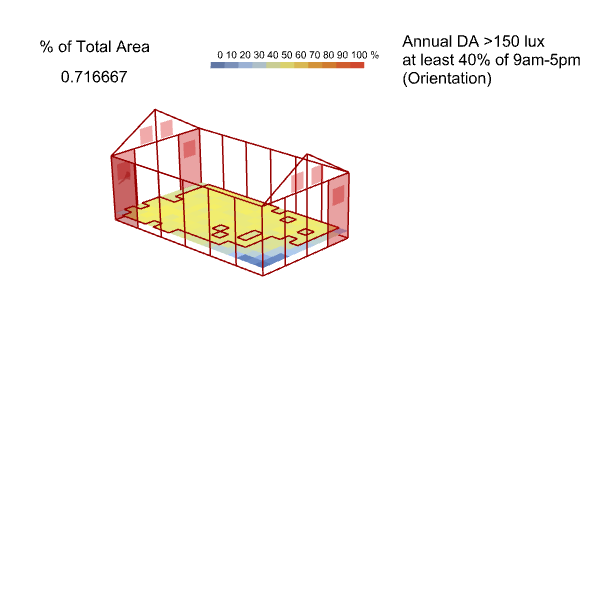 % of Total Area
0.716667
0 10 20 30 40 50 60 70 80 90 100 %
Annual DA >150 lux
at least 40% of 9am-5pm
(Orientation)